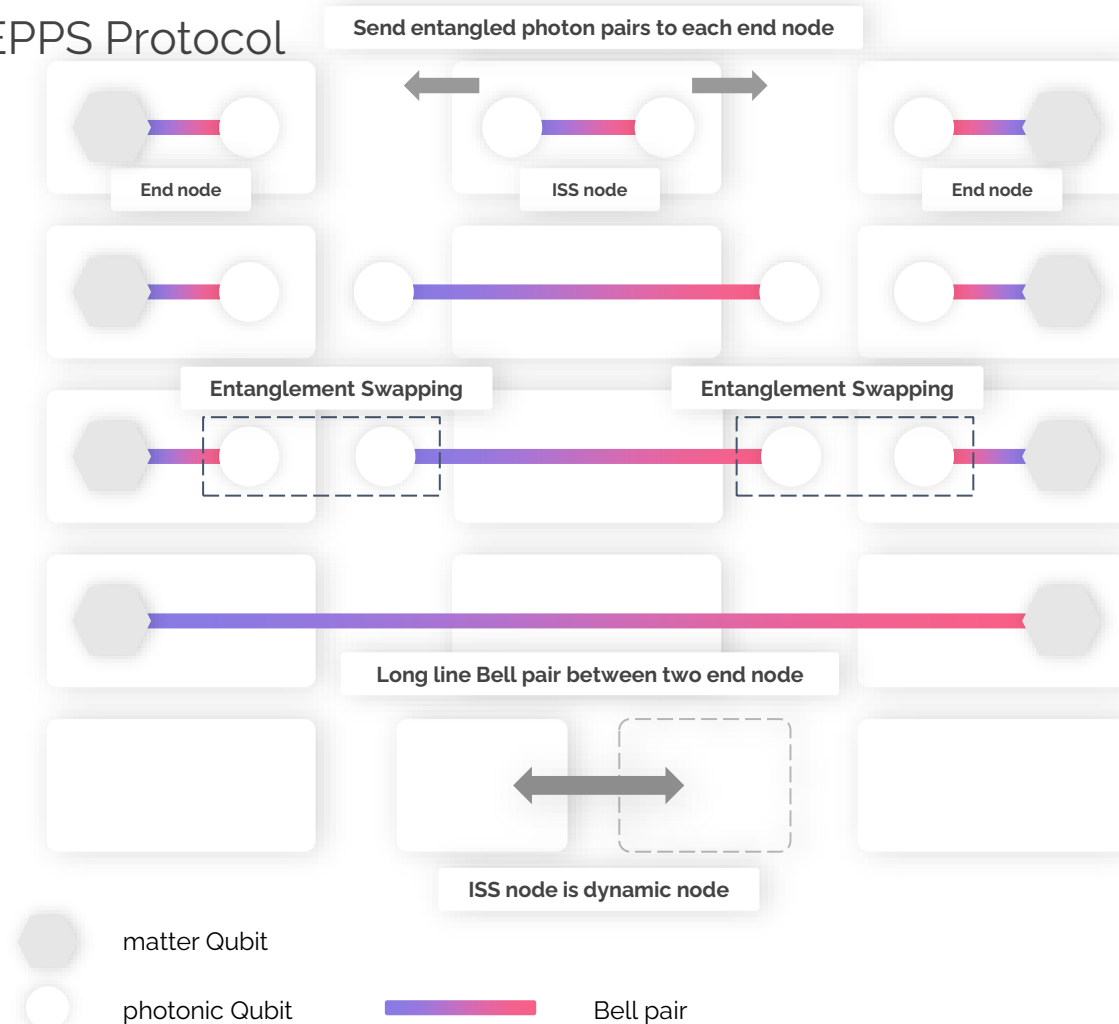 EPPS Protocol
Send entangled photon pairs to each end node
End node
ISS node
End node
Entanglement Swapping
Entanglement Swapping
Long line Bell pair between two end node
ISS node is dynamic node
matter Qubit
photonic Qubit
Bell pair